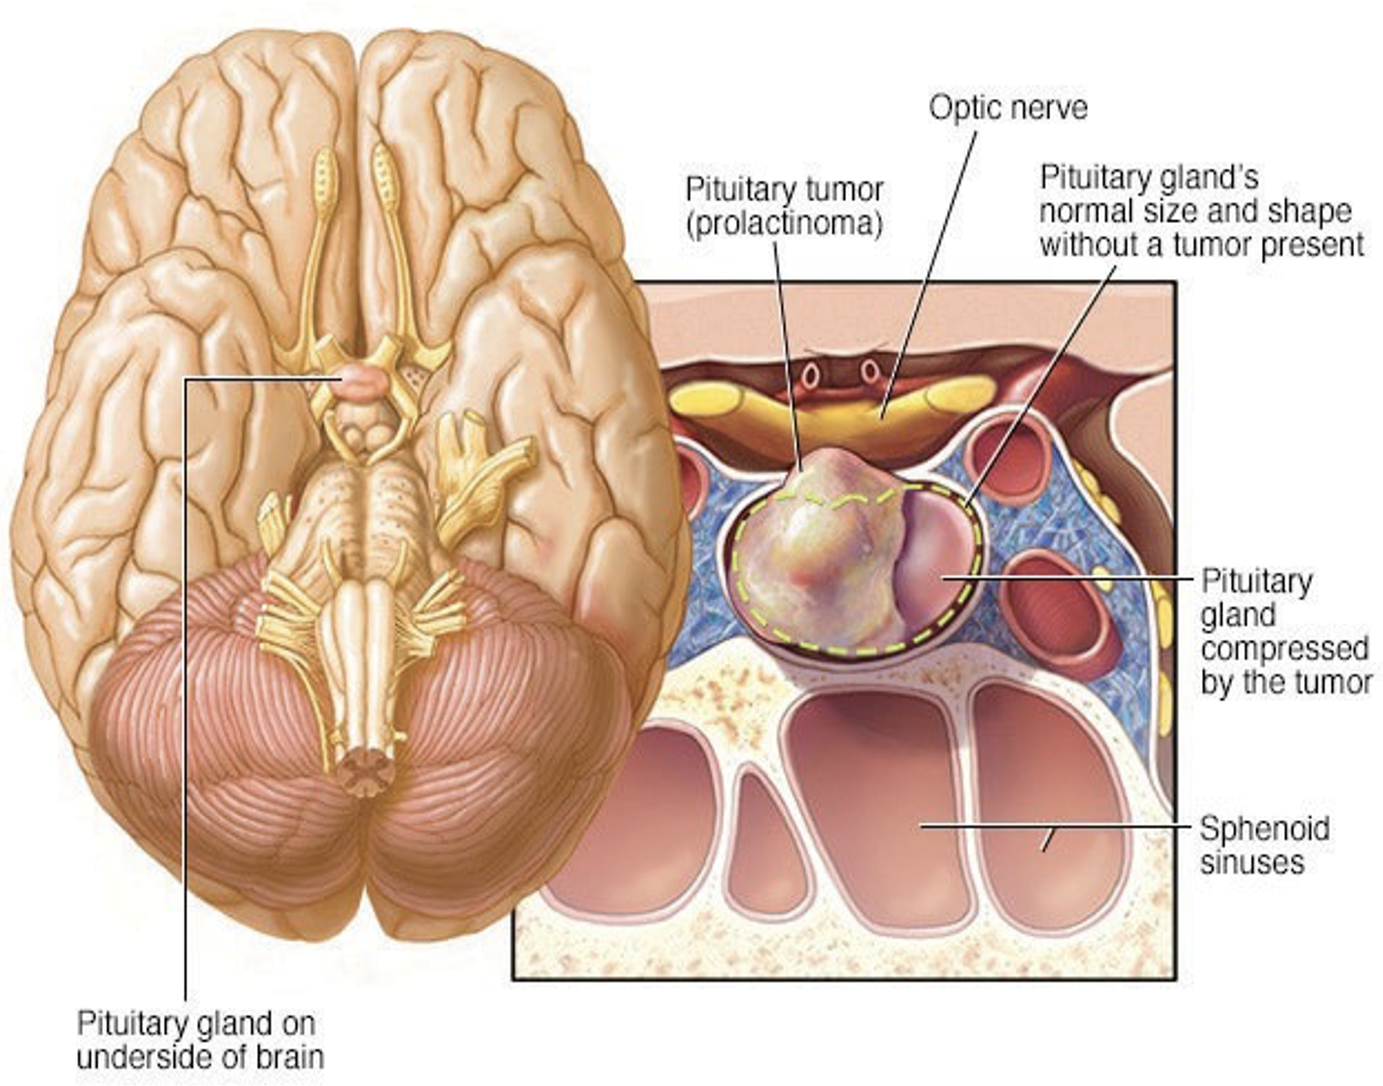 Optic nerve
Pituitary tumor
(prolactinoma)
Pituitary gland's
normal size and shape
without a tumor present
Pituitary
gland
compressed
by the tumor
Sphenoid
sinuses
Pituitary gland on
underside of brain